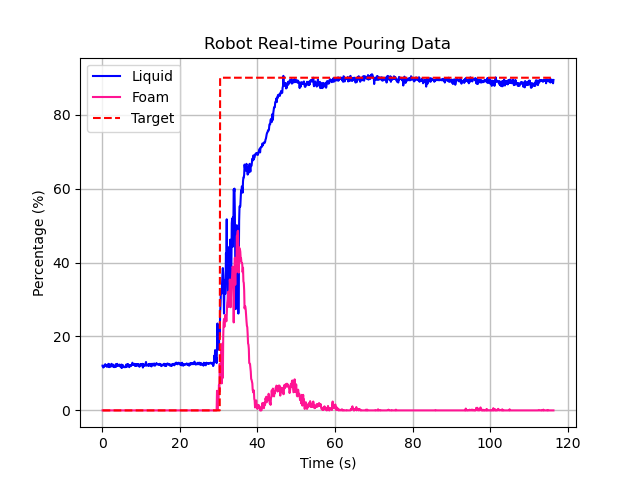 Robot Real-time Pouring Data
Liquid
Foam
Target
Percentage (%)
80
60
40
20
0
0 20 40 60 80 100 120
Time (s)